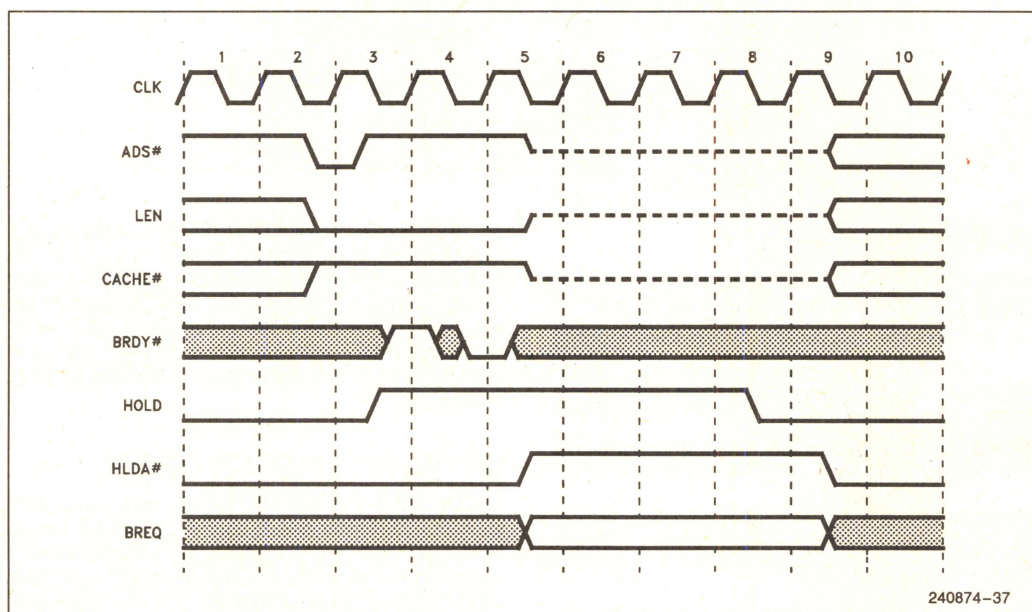 1 2 3 4 5 6 7 8 9 10
CLK
ADS#
LEN
CACHE#
BRDY#
HOLD
HLDA#
BREQ
240874-37